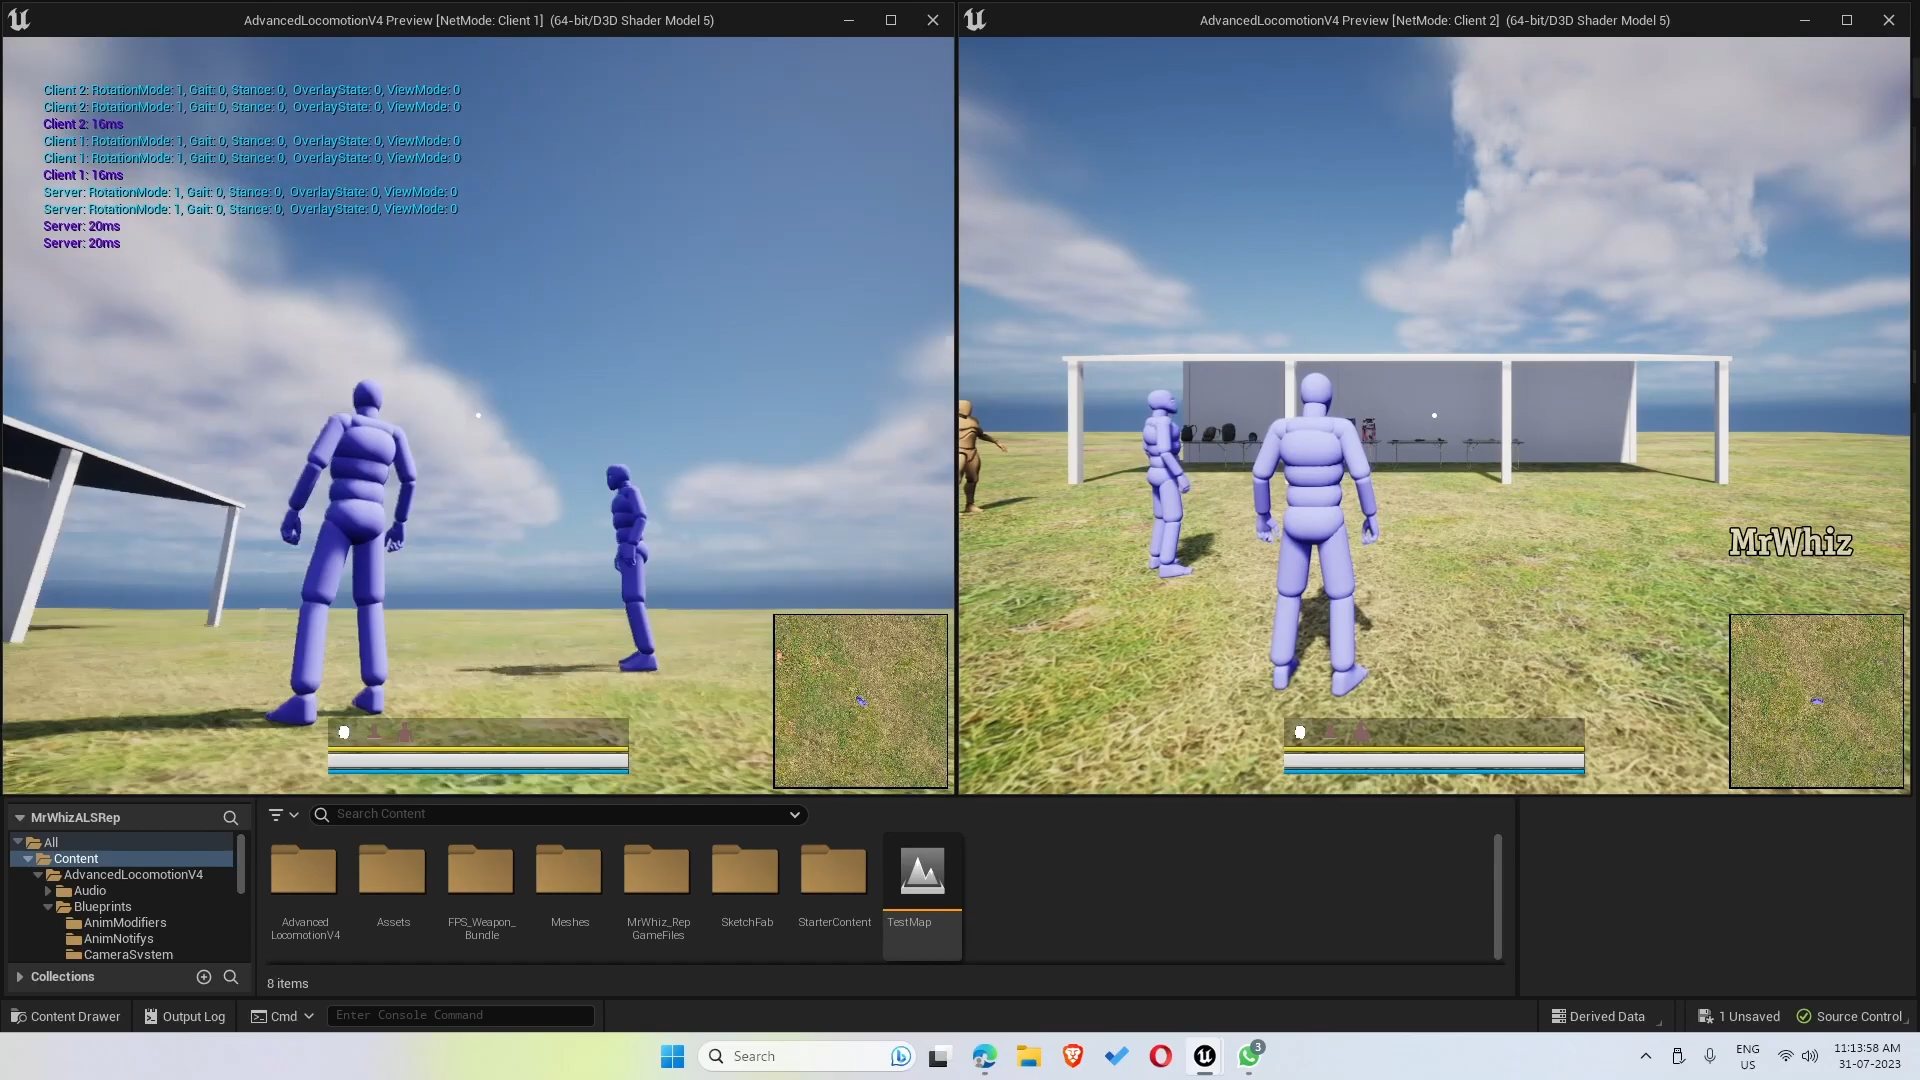 AdvancedLocomotionV4 Preview [NetMode: Client 1] (64-bit/D3D Shader Model 5)
AdvancedLocomotionV4 Preview [NetMode: Client 2] (64-bit/D3D Shader Model 5)
Client 2: RotationMode: 1, Gait: 0, Stance: 0, OverlayState: 0, ViewMode: 0
Client 2: RotationMode: 1, Gait: 0, Stance: 0, OverlayState: 0, ViewMode: 0
Client 2: 16ms
Client 1: RotationMode: 1, Gait: 0, Stance: 0, OverlayState: 0, ViewMode: 0
Client 1: RotationMode: 1, Gait: 0, Stance: 0, OverlayState: 0, ViewMode: 0
Client 1: 16ms
Server: RotationMode: 1, Gait: 0, Stance: 0, OverlayState: 0, ViewMode: 0
Server: RotationMode: 1, Gait: 0, Stance: 0, OverlayState: 0, ViewMode: 0
Server: 20ms
Server: 20ms
MrWhiz
MrWhizALSRep
All
Content
AdvancedLocomotionV4
Audio
Blueprints
AnimModifiers
AnimNotifys
CameraSystem
Collections
Search Content
Advanced
LocomotionV4
Assets
FPS_Weapon_
Bundle
Meshes
MrWhiz_Rep
GameFiles
SketchFab
StarterContent
TestMap
8 items
Content Drawer
Output Log
Cmd
Enter Console Command
Derived Data
1 Unsaved
Source Control
Search
3
ENG
US
11:13:58 AM
31-07-2023